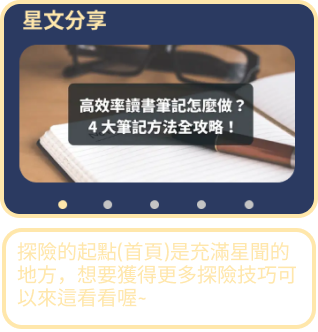 星文分享
高效率讀書筆記怎麼做？
4 大筆記方法全攻略！
探險的起點(首頁)是充滿星聞的
地方，想要獲得更多探險技巧可
以來這看看喔~